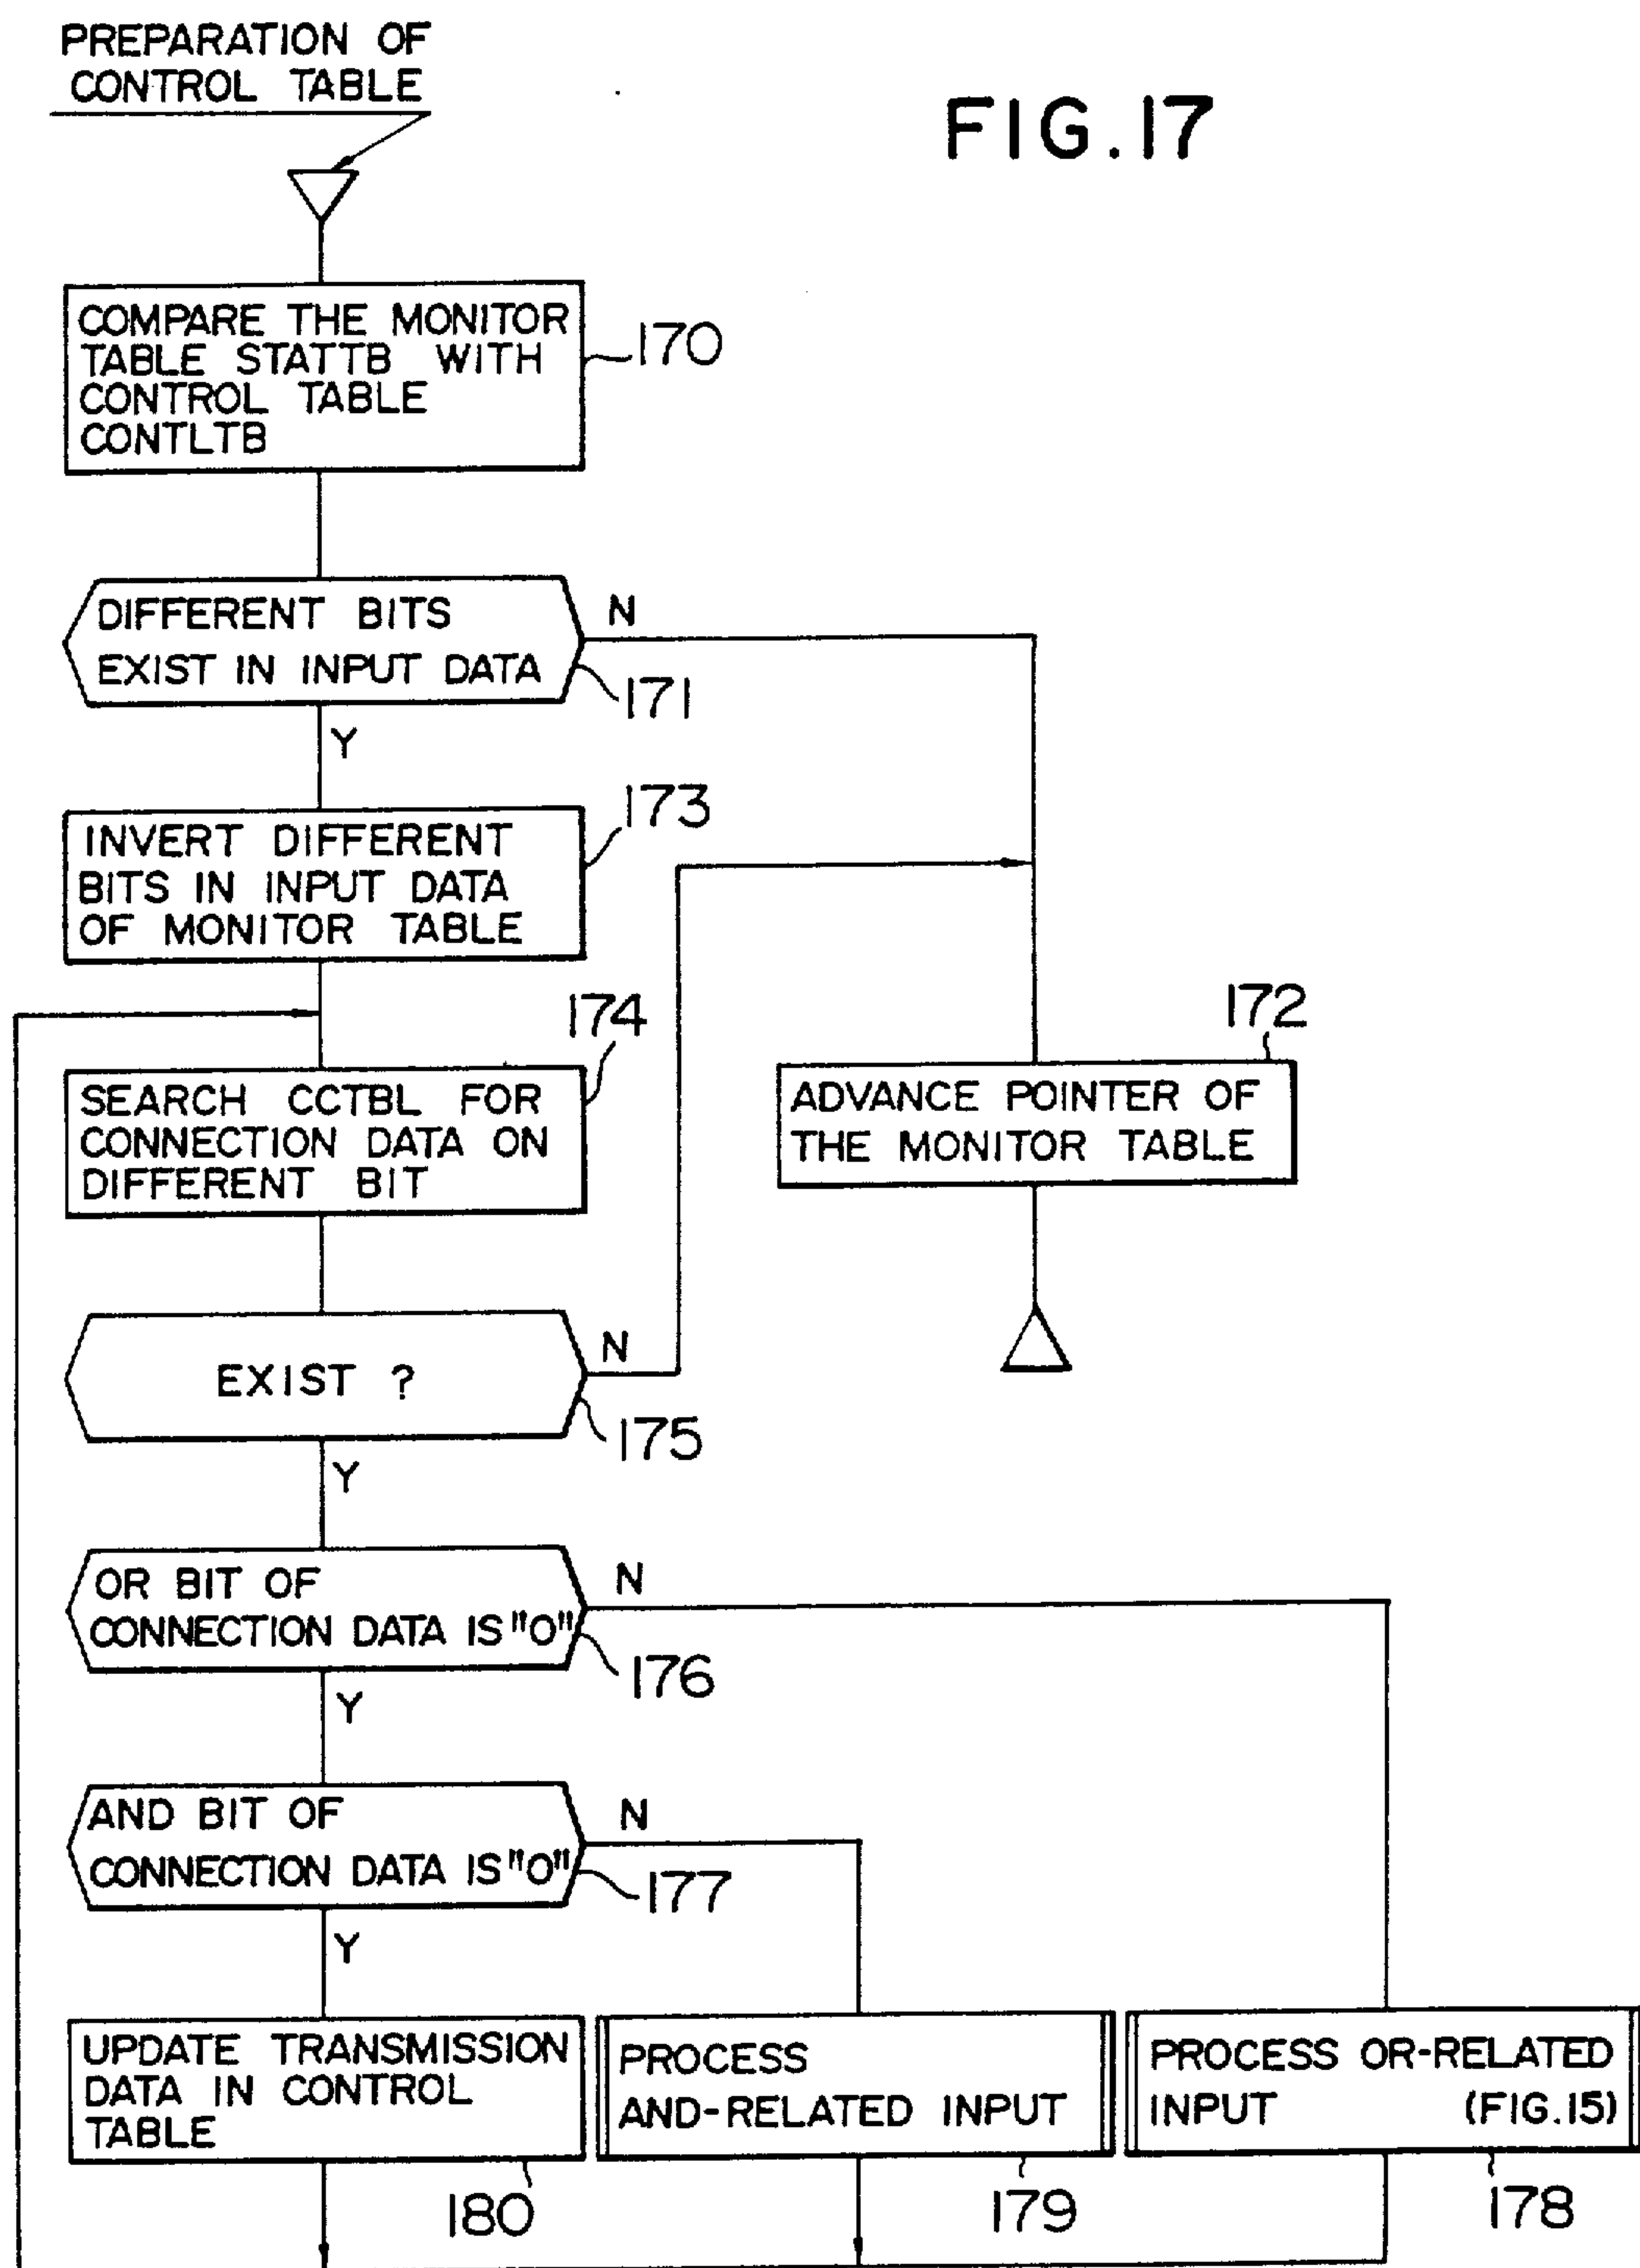 PREPARATION OF
CONTROL TABLE
FIG.17
COMPARE THE MONITOR
TABLE STATTB WITH
CONTROL TABLE
CONTLTB
170
DIFFERENT BITS
EXIST IN INPUT DATA
N
171
Y
INVERT DIFFERENT
BITS IN INPUT DATA
OF MONITOR TABLE
173
174
SEARCH CCTBL FOR
CONNECTION DATA ON
DIFFERENT BIT
172
ADVANCE POINTER OF
THE MONITOR TABLE
EXIST ?
N
175
Y
OR BIT OF
CONNECTION DATA IS "0"
N
176
Y
AND BIT OF
CONNECTION DATA IS "0"
N
177
Y
UPDATE TRANSMISSION
DATA IN CONTROL
TABLE
180
PROCESS
AND-RELATED INPUT
179
PROCESS OR-RELATED
INPUT (FIG.15)
178